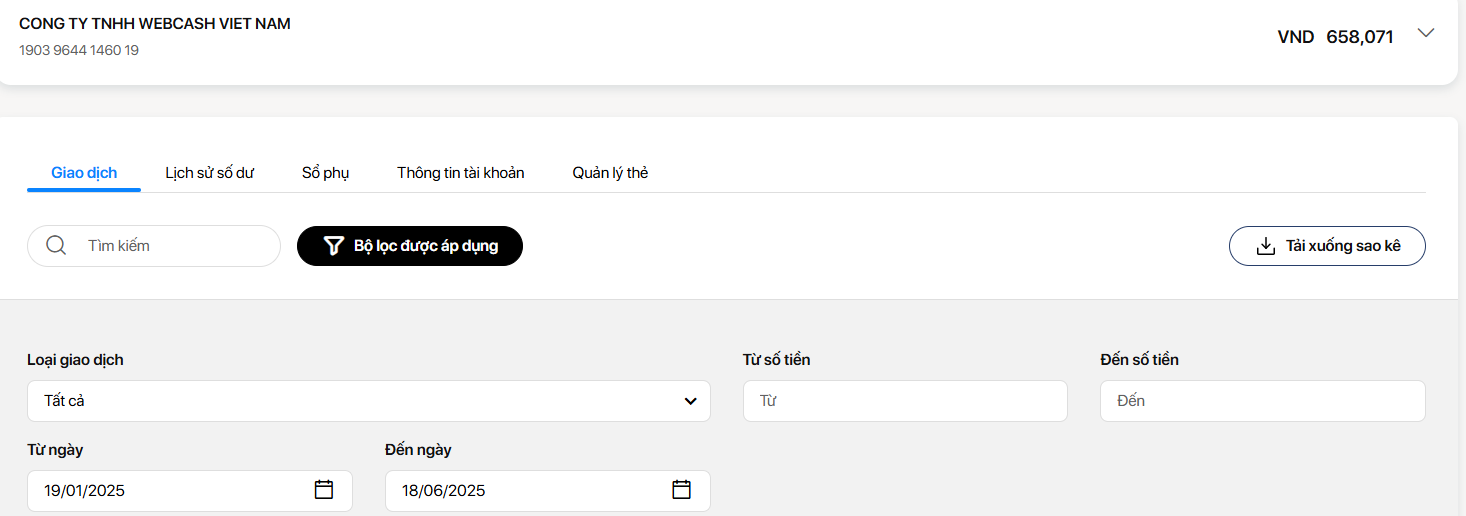 CONG TY TNHH WEBCASH VIET NAM
1903 9644 1460 19
VND 658,071
Giao dịch Lịch sử số dư Sổ phụ Thông tin tài khoản Quản lý thẻ
Tìm kiếm Bộ lọc được áp dụng Tải xuống sao kê
Loại giao dịch Từ số tiền Đến số tiền
Tất cả Từ Đến
Từ ngày Đến ngày
19/01/2025 18/06/2025